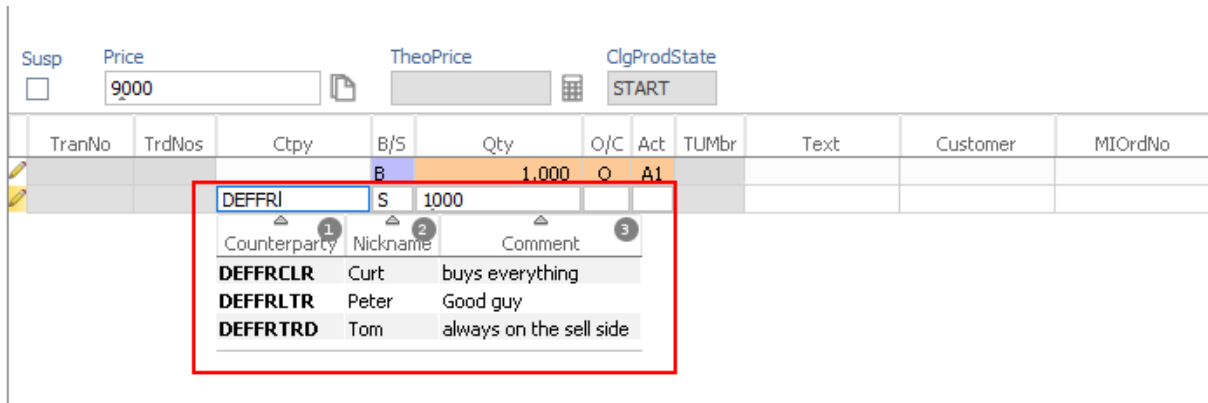 Susp Price TheoPrice ClgProdState
9000 START
TranNo TrdNos Ctpy B/S Qty O/C Act TUMbr Text Customer MIOrdNo
B 1,000 O A1
DEFFRl S 1000
1 2 3
Counterparty Nickname Comment
DEFFRCLR Curt buys everything
DEFFRLTR Peter Good guy
DEFFRTRD Tom always on the sell side